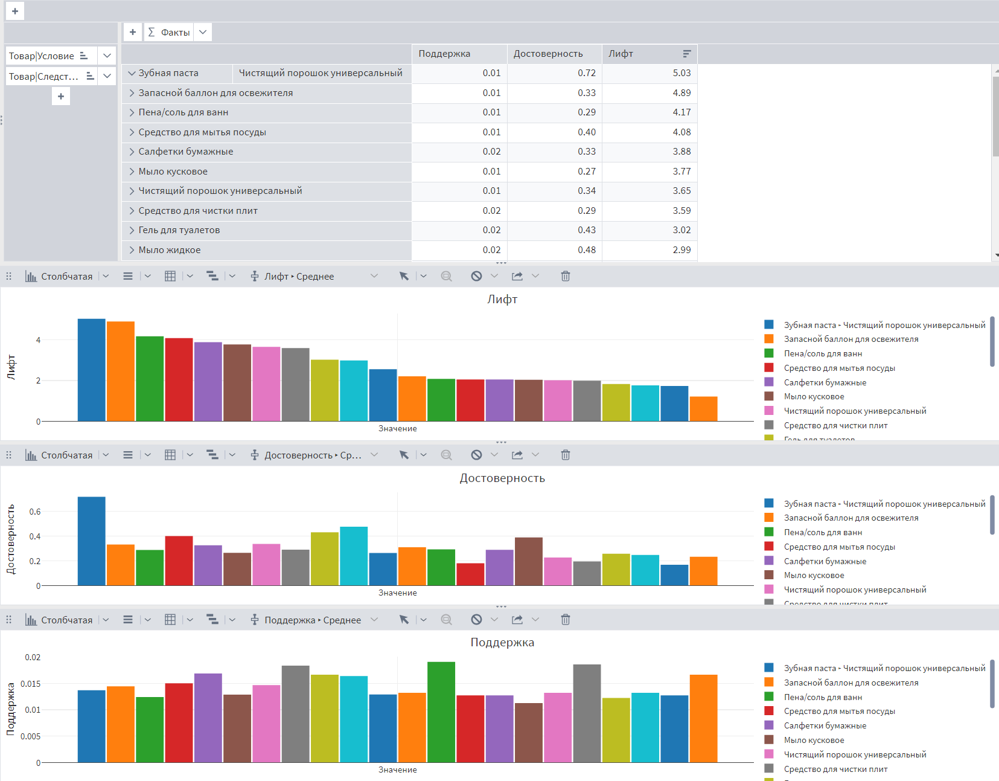 Факты
Товар|Условие
Товар|Следст...
Поддержка Достоверность Лифт
Зубная паста Чистящий порошок универсальный 0.01 0.72 5.03
Запасной баллон для освежителя 0.01 0.33 4.89
Пена/соль для ванн 0.01 0.29 4.17
Средство для мытья посуды 0.01 0.40 4.08
Салфетки бумажные 0.02 0.33 3.88
Мыло кусковое 0.01 0.27 3.77
Чистящий порошок универсальный 0.01 0.34 3.65
Средство для чистки плит 0.02 0.29 3.59
Гель для туалетов 0.02 0.43 3.02
Мыло жидкое 0.02 0.48 2.99
Столбчатая Лифт ▸ Среднее
Лифт
Лифт
4
2
0
Значение
Зубная паста ▸ Чистящий порошок универсальный
Запасной баллон для освежителя
Пена/соль для ванн
Средство для мытья посуды
Салфетки бумажные
Мыло кусковое
Чистящий порошок универсальный
Средство для чистки плит
Гель для туалетов
Столбчатая Достоверность ▸ Ср...
Достоверность
Достоверность
0.6
0.4
0.2
0
Значение
Зубная паста ▸ Чистящий порошок универсальный
Запасной баллон для освежителя
Пена/соль для ванн
Средство для мытья посуды
Салфетки бумажные
Мыло кусковое
Чистящий порошок универсальный
Средство для чистки плит
Столбчатая Поддержка ▸ Среднее
Поддержка
Поддержка
0.02
0.015
0.01
0.005
0
Значение
Зубная паста ▸ Чистящий порошок универсальный
Запасной баллон для освежителя
Пена/соль для ванн
Средство для мытья посуды
Салфетки бумажные
Мыло кусковое
Чистящий порошок универсальный
Средство для чистки плит